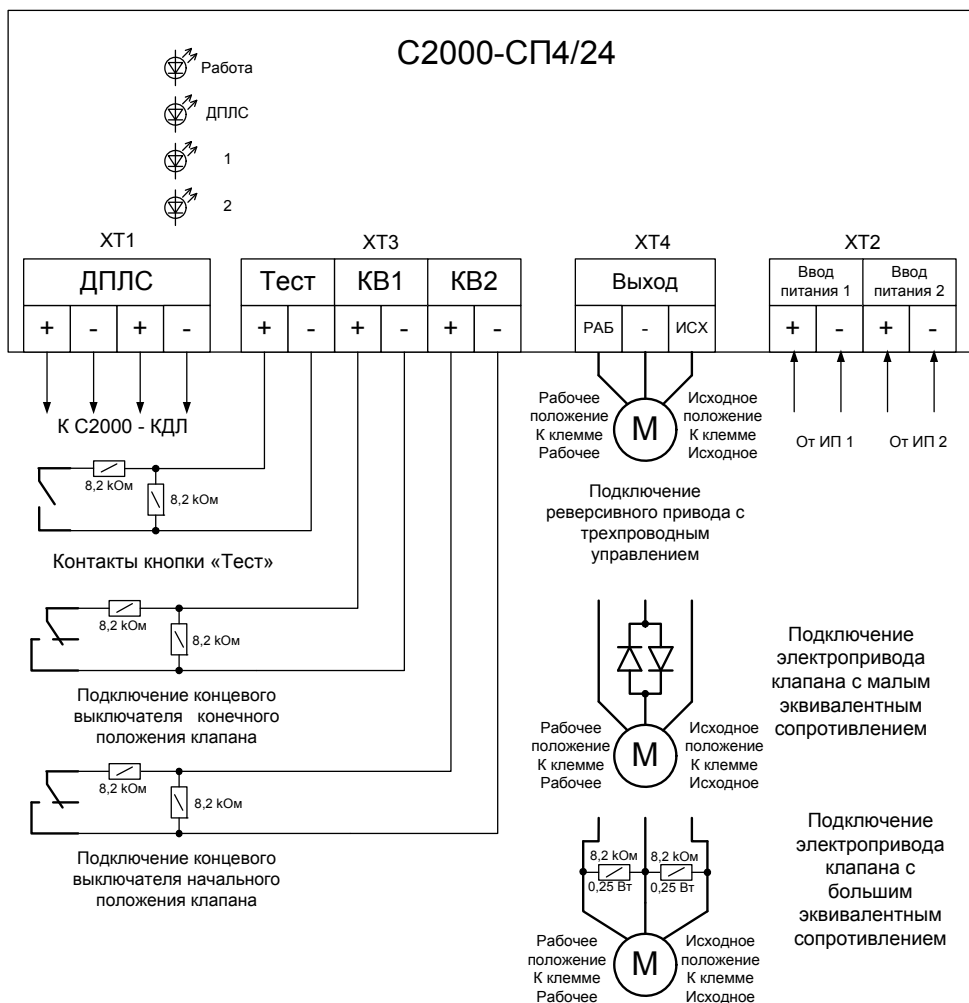 С2000-СП4/24
Работа
ДПЛС
1
2
ХТ1
ХТ3
ХТ4
ХТ2
ДПЛС
Тест
КВ1
КВ2
Выход
Ввод
питания 1
Ввод
питания 2
+ - + -
+ - + - + -
РАБ - ИСХ
+ - + -
К С2000 - КДЛ
8,2 kОм
8,2 kОм
Контакты кнопки «Тест»
8,2 kОм
8,2 kОм
Подключение концевого
выключателя конечного
положения клапана
8,2 kОм
8,2 kОм
Подключение концевого
выключателя начального
положения клапана
Рабочее
положение
К клемме
Рабочее
М
Исходное
положение
К клемме
Исходное
Подключение
реверсивного привода с
трехпроводным
управлением
От ИП 1
От ИП 2
Рабочее
положение
К клемме
Рабочее
М
Исходное
положение
К клемме
Исходное
Подключение
электропривода
клапана с малым
эквивалентным
сопротивлением
8,2 kОм
0,25 Вт
8,2 kОм
0,25 Вт
Рабочее
положение
К клемме
Рабочее
М
Исходное
положение
К клемме
Исходное
Подключение
электропривода
клапана с
большим
эквивалентным
сопротивлением